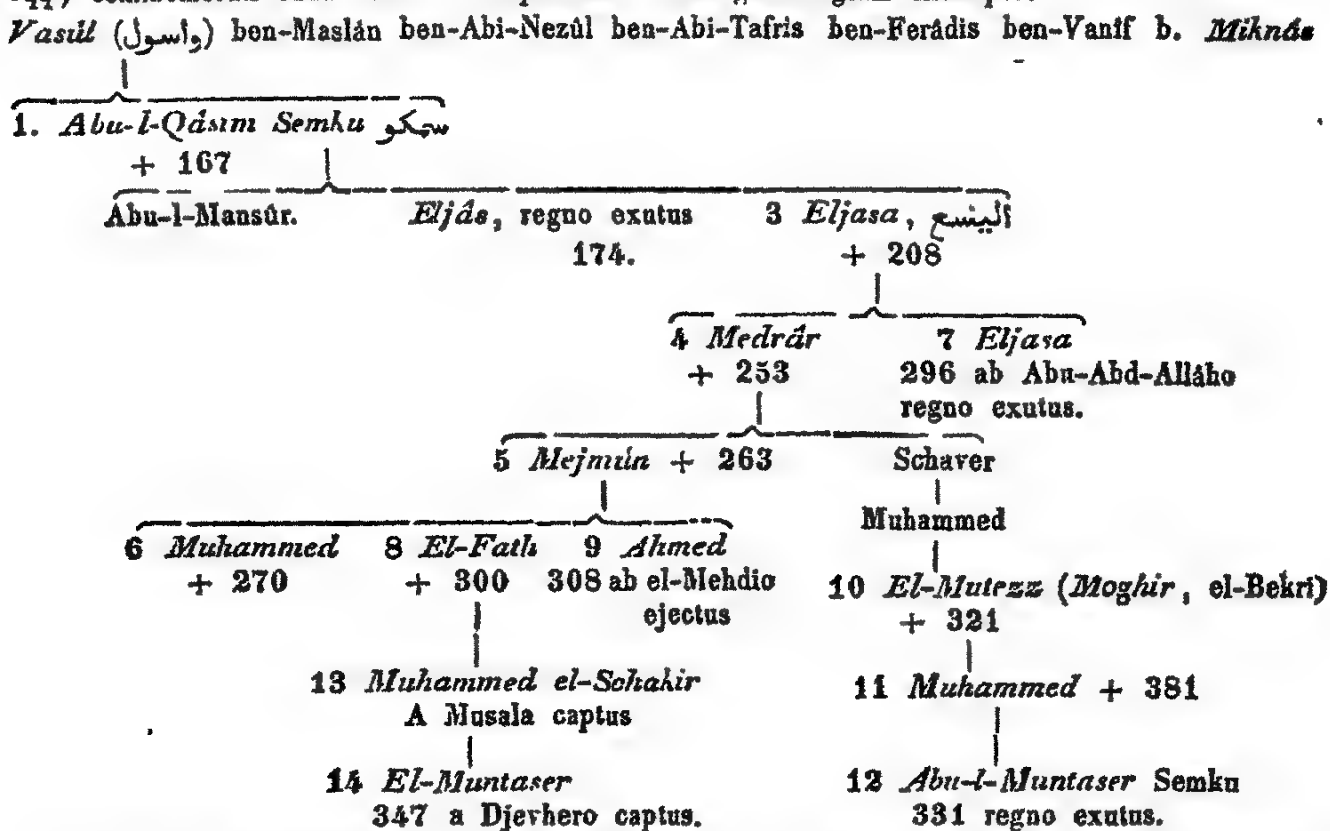 Vasûl (واسول) ben-Maslân ben-Abi-Nezûl ben-Abi-Tafris ben-Ferâdis ben-Vanîf b. Miknâs
1. Abu-l-Qâsim Semku سمكو
+ 167
Abu-l-Mansûr. Eljâs, regno exutus 3 Eljasa, اليسع
174. + 208
4 Medrâr 7 Eljasa
+ 253 296 ab Abu-Abd-Allâho
regno exutus.
5 Mejmûn + 263 Schaver
Muhammed
6 Muhammed 8 El-Fath 9 Ahmed
+ 270 + 300 308 ab el-Mehdio
ejectus
10 El-Mutezz (Moghir, el-Bekri)
+ 321
13 Muhammed el-Schakir 11 Muhammed + 381
A Musala captus
14 El-Muntaser 12 Abu-l-Muntaser Semku
347 a Djevhero captus. 331 regno exutus.